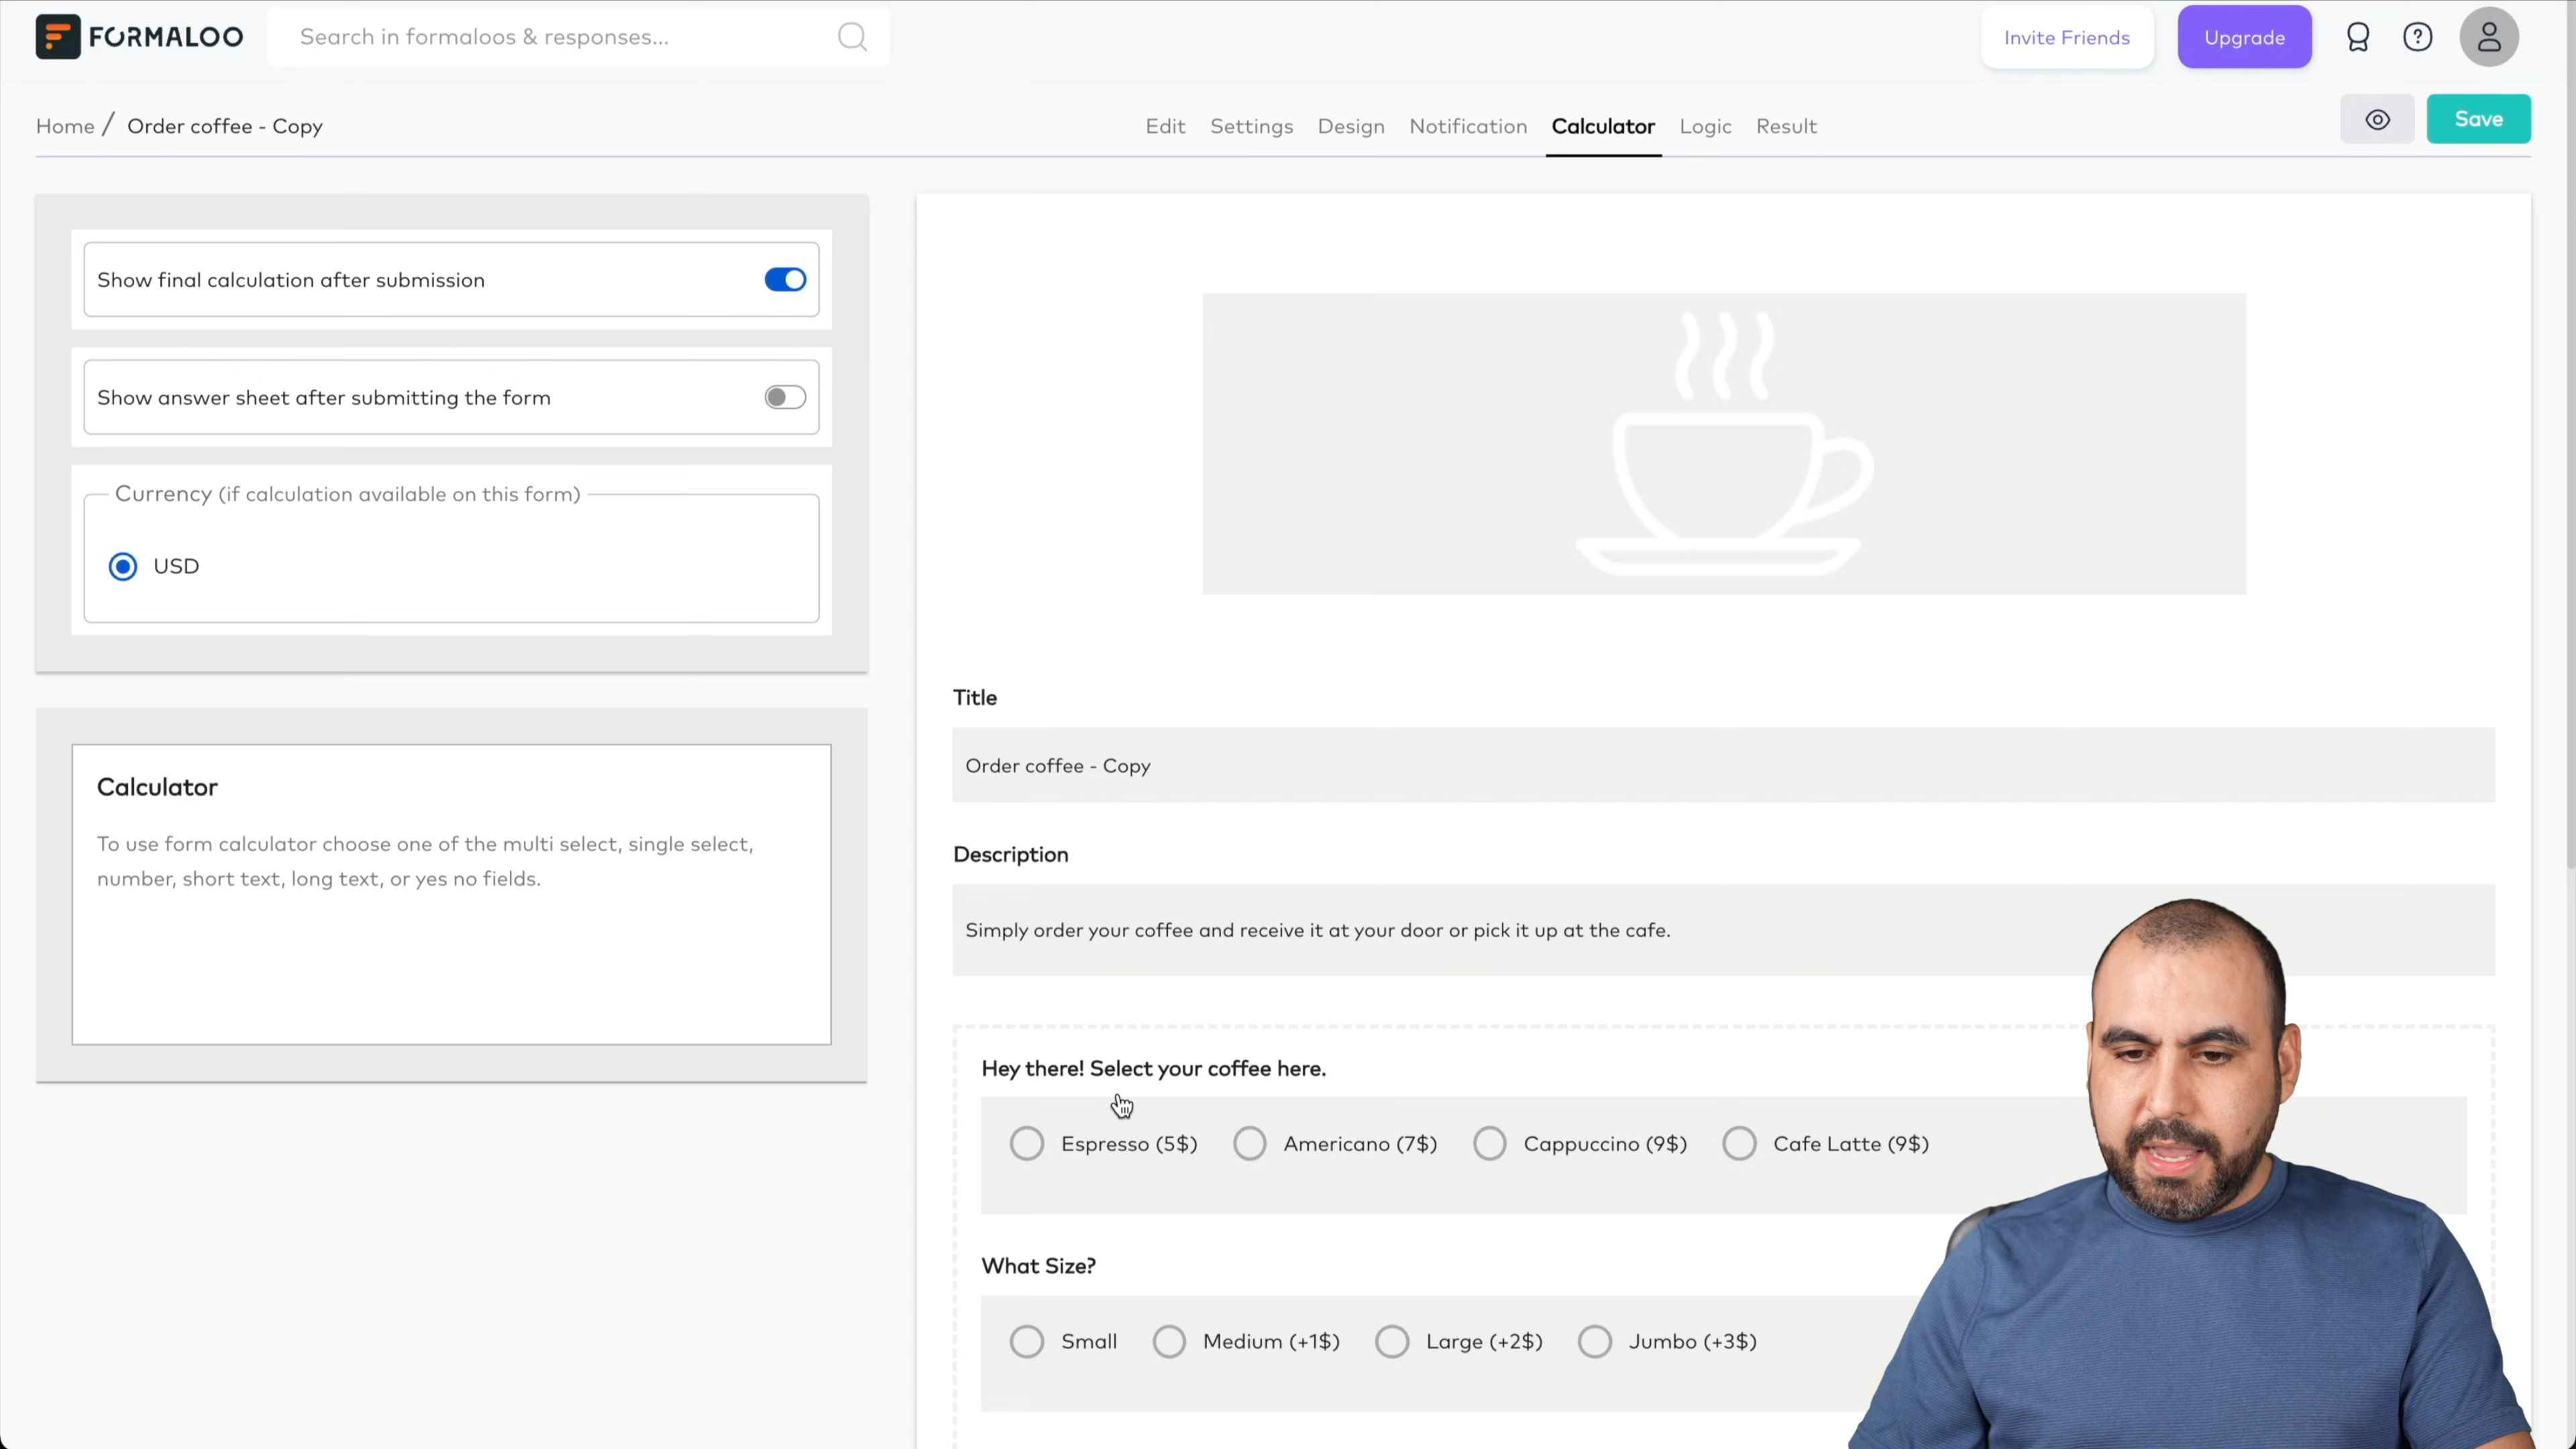 FORMALOO
Search in formaloos & responses...
Invite Friends
Upgrade
Home / Order coffee - Copy
Edit Settings Design Notification Calculator Logic Result
Save
Show final calculation after submission
Show answer sheet after submitting the form
Currency (if calculation available on this form)
USD
Calculator
To use form calculator choose one of the multi select, single select,
number, short text, long text, or yes no fields.
Title
Order coffee - Copy
Description
Simply order your coffee and receive it at your door or pick it up at the cafe.
Hey there! Select your coffee here.
Espresso (5$) Americano (7$) Cappuccino (9$) Cafe Latte (9$)
What Size?
Small Medium (+1$) Large (+2$) Jumbo (+3$)